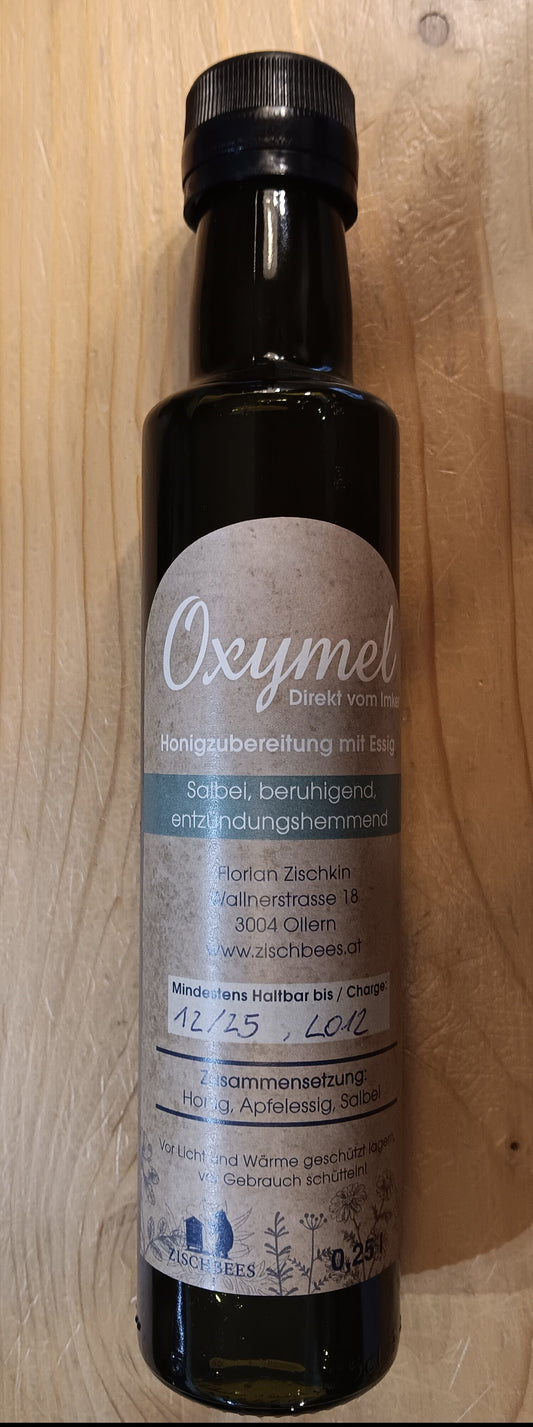 Oxymel
Direkt vom Imker
Honigzubereitung mit Essig
Salbei, beruhigend,
entzündungshemmend
Florian Zischkin
Wallnerstrasse 18
3004 Ollern
www.zischbees.at
Mindestens Haltbar bis / Charge:
12/25 , L012
Zusammensetzung:
Honig, Apfelessig, Salbei
Vor Licht und Wärme geschützt lagern,
vor Gebrauch schütteln!
ZISCHBEES
0,25 l